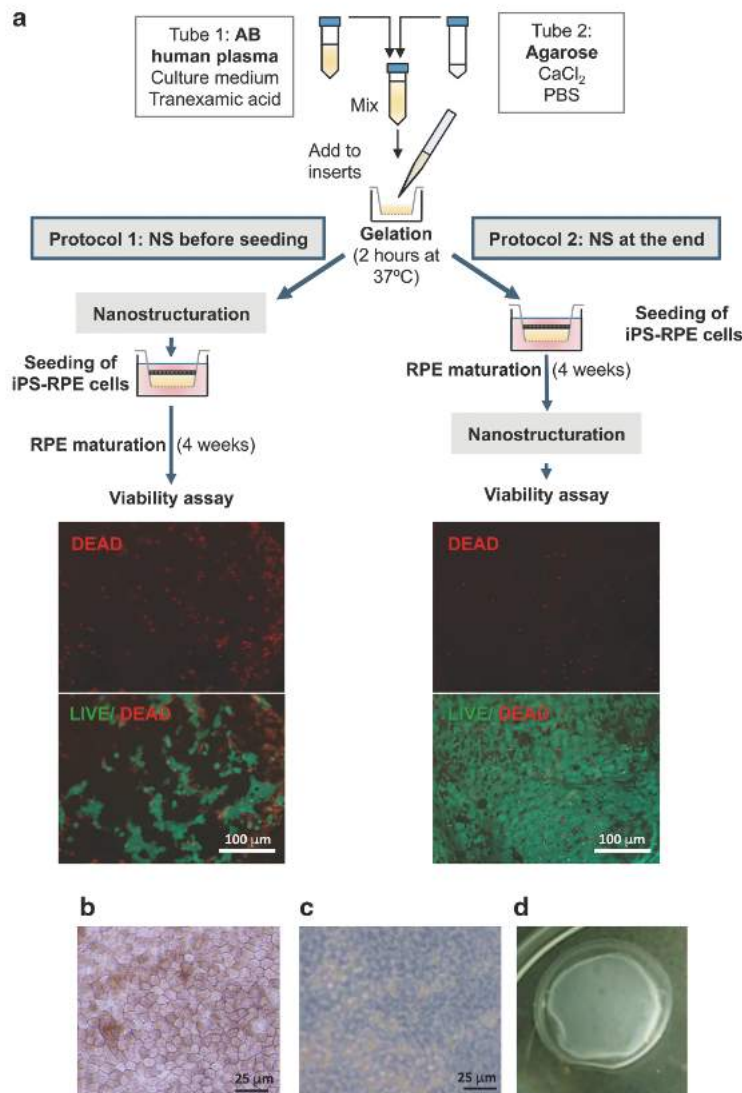 a
Tube 1: AB
human plasma
Culture medium
Tranexamic acid
Tube 2:
Agarose
CaCl₂
PBS
Mix
Add to
inserts
Gelation
(2 hours at
37ºC)
Protocol 1: NS before seeding
Protocol 2: NS at the end
Nanostructuration
Seeding of
iPS-RPE cells
RPE maturation (4 weeks)
Viability assay
DEAD
LIVE/ DEAD
100 μm
Seeding of
iPS-RPE cells
RPE maturation (4 weeks)
Nanostructuration
Viability assay
DEAD
LIVE/ DEAD
100 μm
b
25 μm
c
25 μm
d